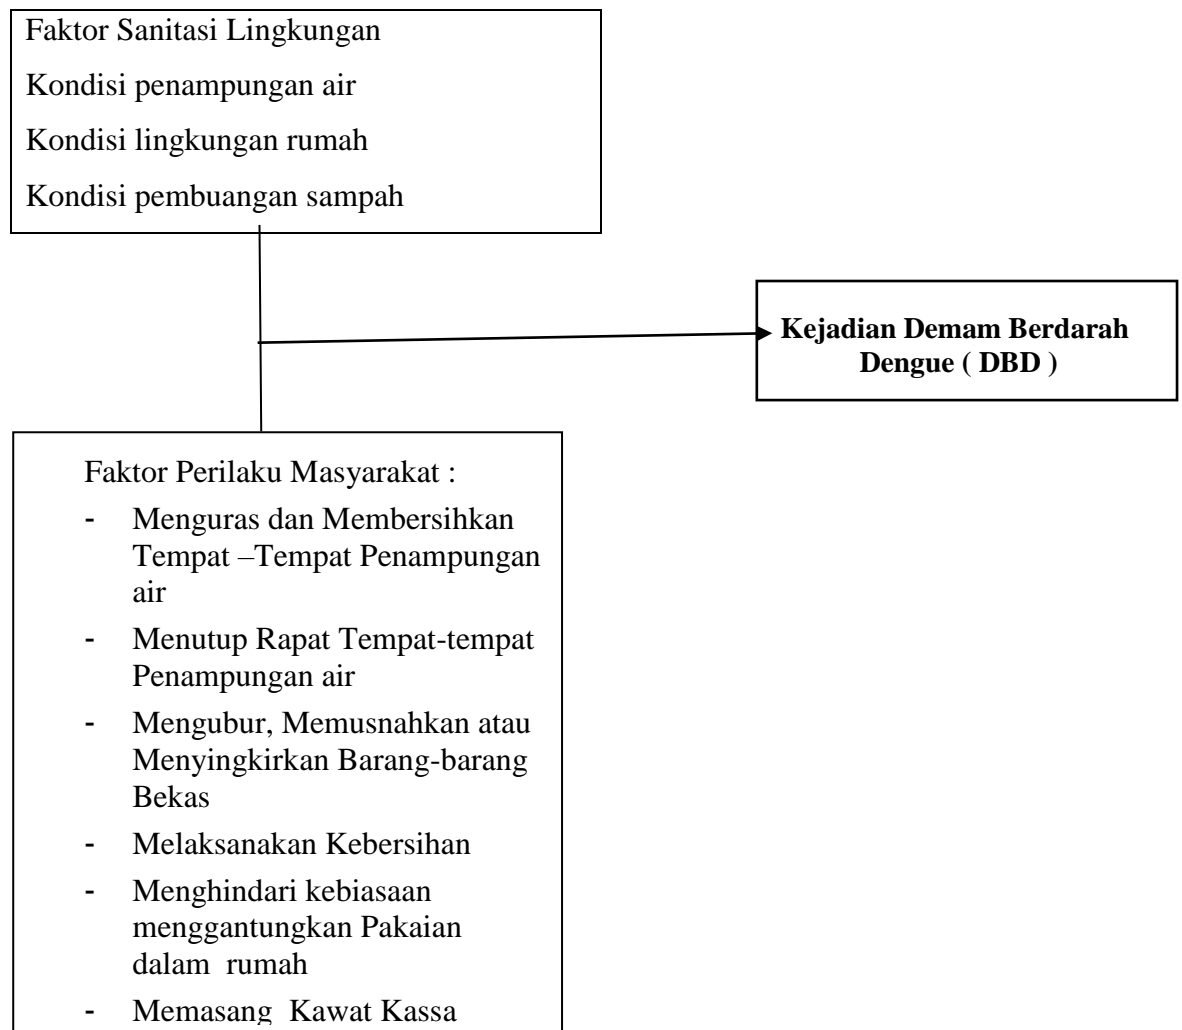 Faktor Sanitasi Lingkungan
Kondisi penampungan air
Kondisi lingkungan rumah
Kondisi pembuangan sampah
Kejadian Demam Berdarah
Dengue ( DBD )
Faktor Perilaku Masyarakat :
- Menguras dan Membersihkan
Tempat –Tempat Penampungan
air
- Menutup Rapat Tempat-tempat
Penampungan air
- Mengubur, Memusnahkan atau
Menyingkirkan Barang-barang
Bekas
- Melaksanakan Kebersihan
- Menghindari kebiasaan
menggantungkan Pakaian
dalam  rumah
- Memasang  Kawat Kassa